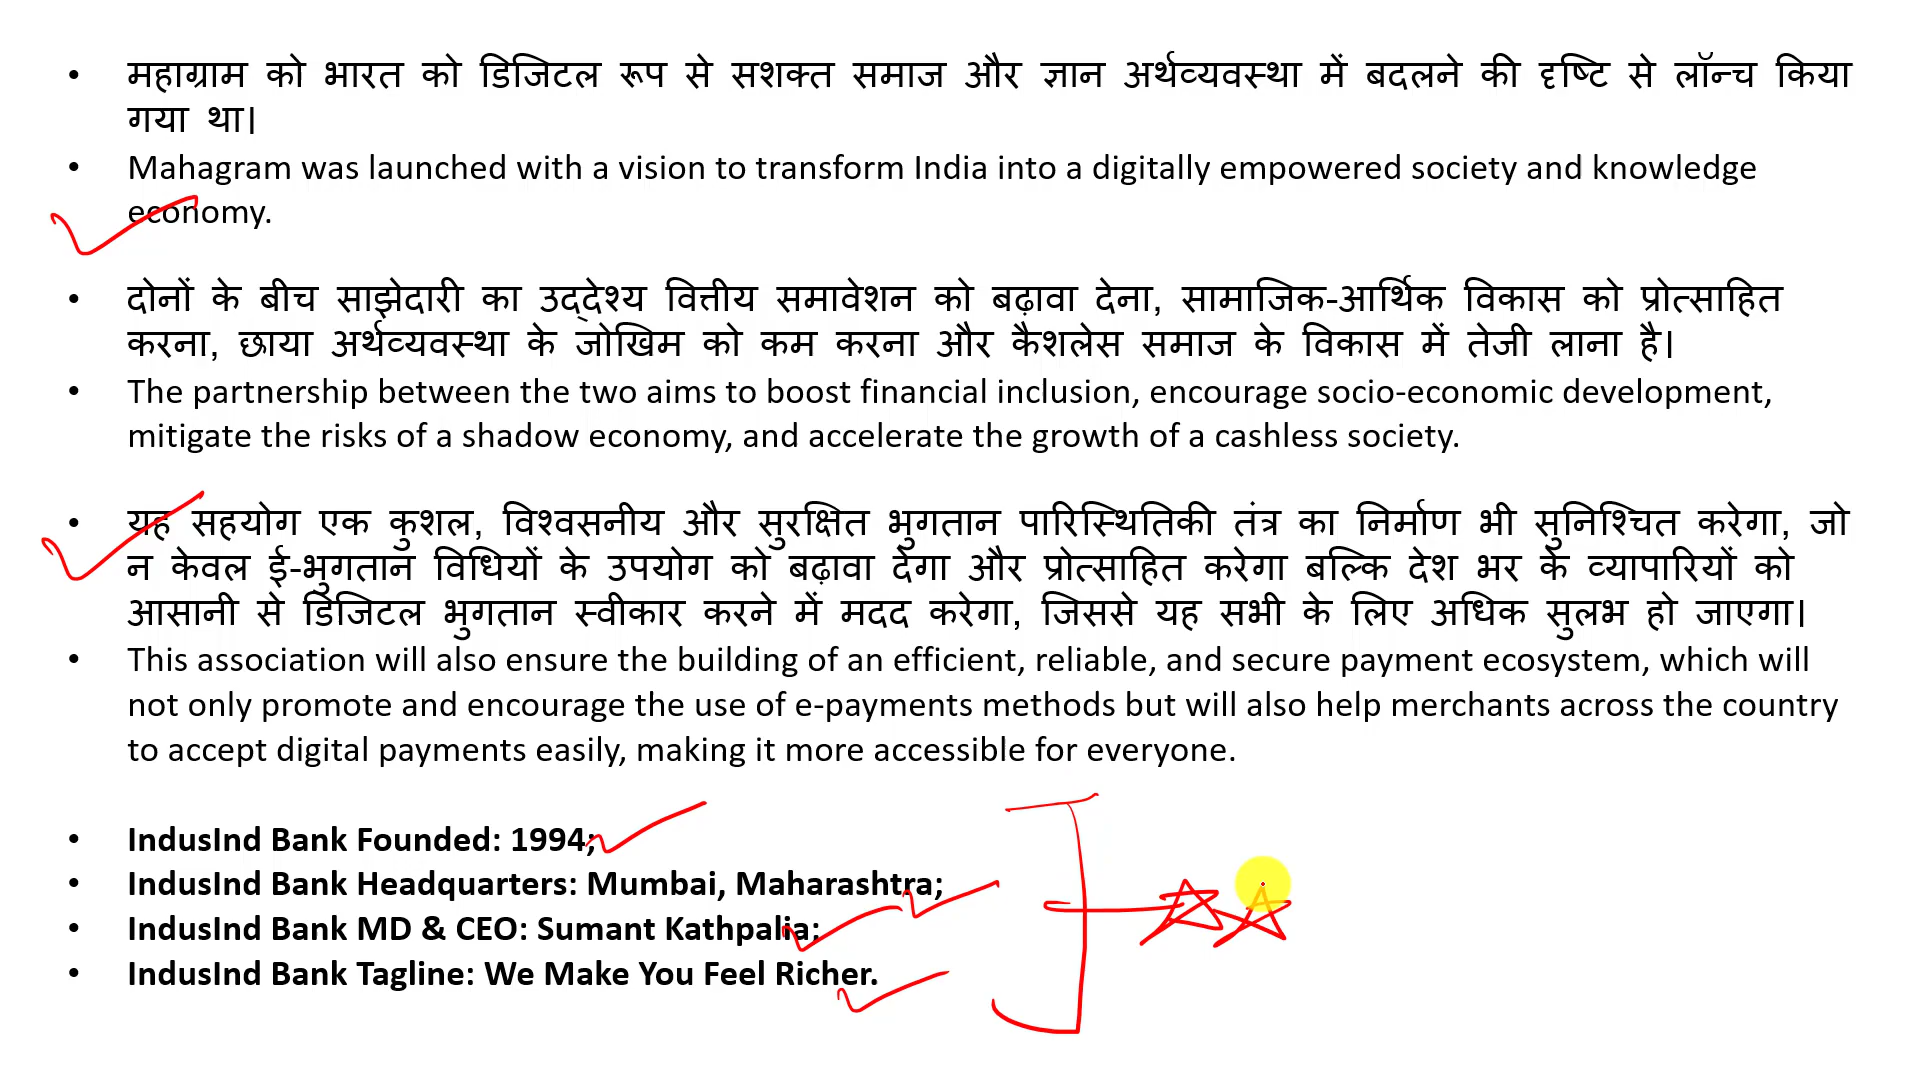 • महाग्राम को भारत को डिजिटल रूप से सशक्त समाज और ज्ञान अर्थव्यवस्था में बदलने की दृष्टि से लॉन्च किया
गया था।
• Mahagram was launched with a vision to transform India into a digitally empowered society and knowledge
economy.
• दोनों के बीच साझेदारी का उद्देश्य वित्तीय समावेशन को बढ़ावा देना, सामाजिक-आर्थिक विकास को प्रोत्साहित
करना, छाया अर्थव्यवस्था के जोखिम को कम करना और कैशलेस समाज के विकास में तेजी लाना है।
• The partnership between the two aims to boost financial inclusion, encourage socio-economic development,
mitigate the risks of a shadow economy, and accelerate the growth of a cashless society.
• यह सहयोग एक कुशल, विश्वसनीय और सुरक्षित भुगतान पारिस्थितिकी तंत्र का निर्माण भी सुनिश्चित करेगा, जो
न केवल ई-भुगतान विधियों के उपयोग को बढ़ावा देगा और प्रोत्साहित करेगा बल्कि देश भर के व्यापारियों को
आसानी से डिजिटल भुगतान स्वीकार करने में मदद करेगा, जिससे यह सभी के लिए अधिक सुलभ हो जाएगा।
• This association will also ensure the building of an efficient, reliable, and secure payment ecosystem, which will
not only promote and encourage the use of e-payments methods but will also help merchants across the country
to accept digital payments easily, making it more accessible for everyone.
• IndusInd Bank Founded: 1994;
• IndusInd Bank Headquarters: Mumbai, Maharashtra;
• IndusInd Bank MD & CEO: Sumant Kathpalia;
• IndusInd Bank Tagline: We Make You Feel Richer.